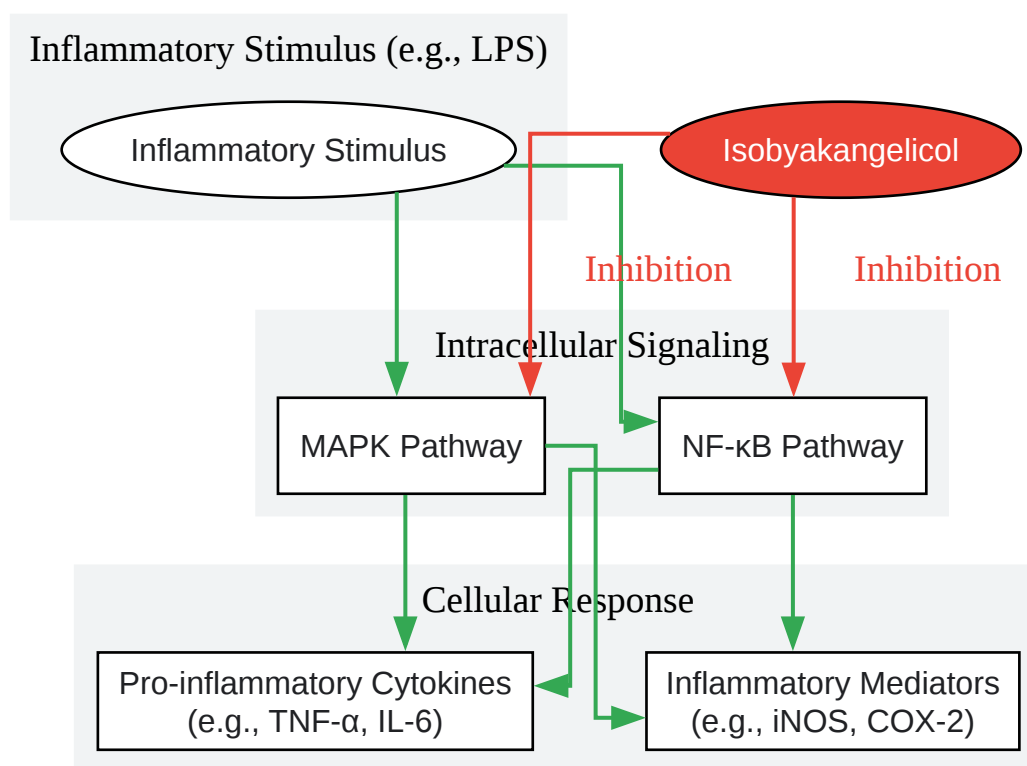 Inflammatory Stimulus (e.g., LPS)
Inflammatory Stimulus
Isobyakangelicol
Inhibition
Inhibition
Intracellular Signaling
MAPK Pathway
NF-κB Pathway
Cellular Response
Pro-inflammatory Cytokines
(e.g., TNF-α, IL-6)
Inflammatory Mediators
(e.g., iNOS, COX-2)